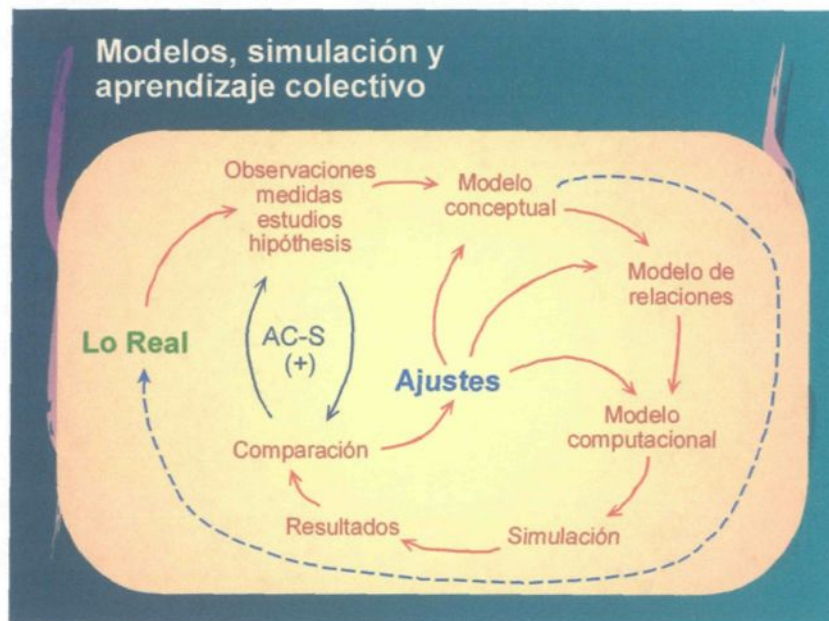 Modelos, simulación y
aprendizaje colectivo
Observaciones
medidas
estudios
hipóthesis
Modelo
conceptual
Modelo de
relaciones
Lo Real
AC-S
(+)
Ajustes
Modelo
computacional
Comparación
Resultados
Simulación